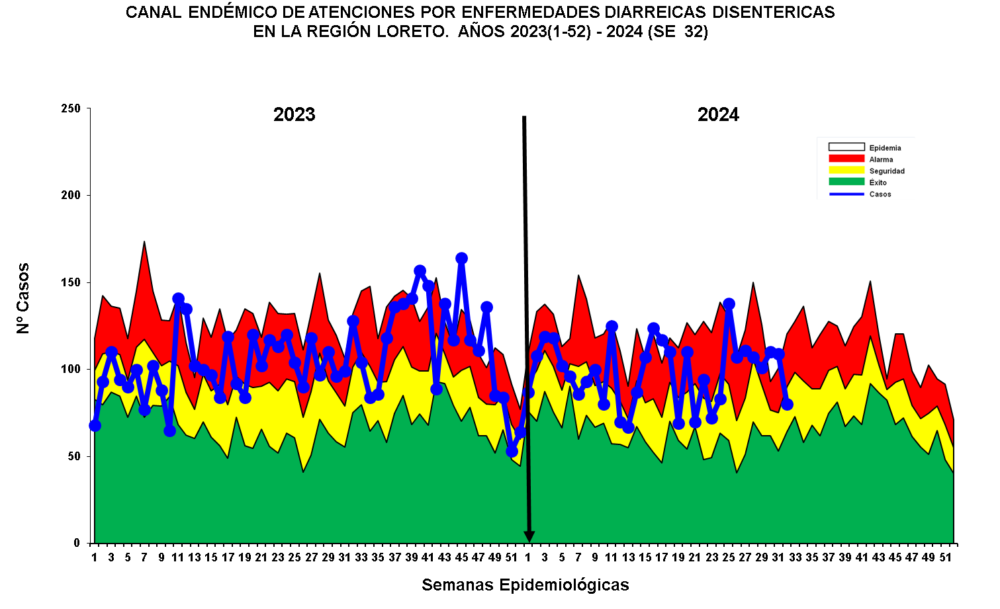 CANAL ENDÉMICO DE ATENCIONES POR ENFERMEDADES DIARREICAS DISENTERICAS
EN LA REGIÓN LORETO.  AÑOS 2023(1-52) - 2024 (SE  32)
2023
2024
Epidemia
Alarma
Seguridad
Éxito
Casos
Nº Casos
250
200
150
100
50
0
1 3 5 7 9 11 13 15 17 19 21 23 25 27 29 31 33 35 37 39 41 43 45 47 49 51 1 3 5 7 9 11 13 15 17 19 21 23 25 27 29 31 33 35 37 39 41 43 45 47 49 51
Semanas Epidemiológicas